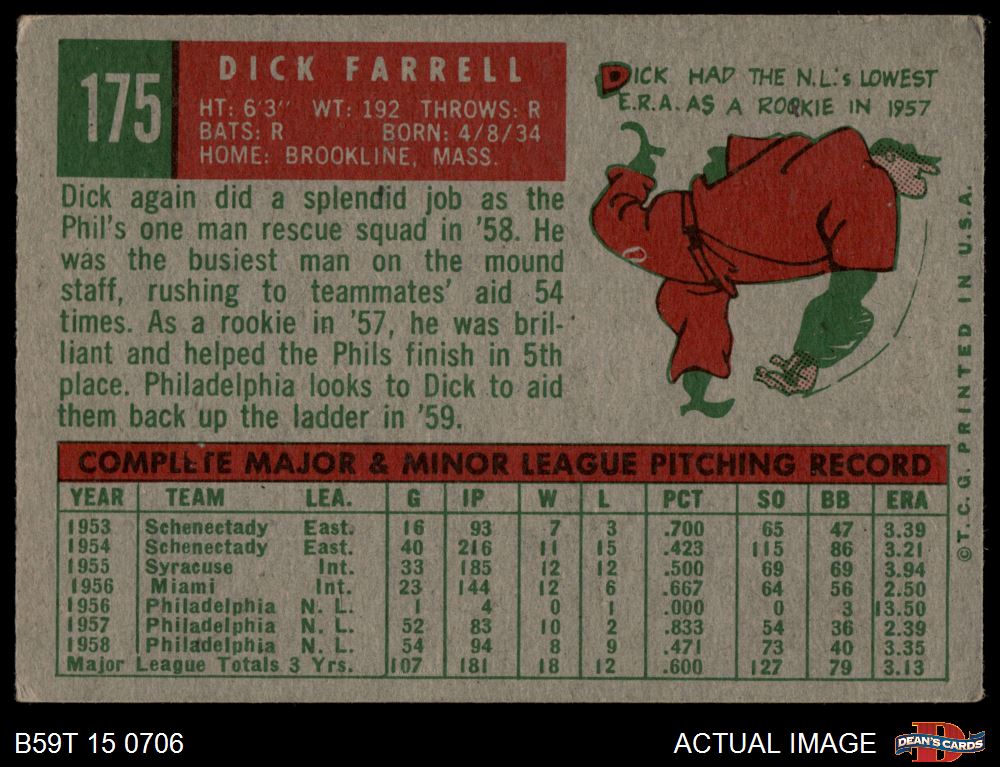 175
DICK FARRELL
HT: 6'3" WT: 192 THROWS: R
BATS: R BORN: 4/8/34
HOME: BROOKLINE, MASS.
DICK HAD THE N.L.'s LOWEST
E.R.A. AS A ROOKIE IN 1957
Dick again did a splendid job as the
Phil's one man rescue squad in '58. He
was the busiest man on the mound
staff, rushing to teammates' aid 54
times. As a rookie in '57, he was bril-
liant and helped the Phils finish in 5th
place. Philadelphia looks to Dick to aid
them back up the ladder in '59.
COMPLETE MAJOR & MINOR LEAGUE PITCHING RECORD
YEAR TEAM LEA. G IP W L PCT SO BB ERA
1953 Schenectady East. 16 93 7 3 .700 65 47 3.39
1954 Schenectady East. 40 216 11 15 .423 115 86 3.21
1955 Syracuse Int. 33 185 12 12 .500 69 69 3.94
1956 Miami Int. 23 144 12 6 .667 64 56 2.50
1956 Philadelphia N. L. 1 4 0 1 .000 0 3 13.50
1957 Philadelphia N. L. 52 83 10 2 .833 54 36 2.39
1958 Philadelphia N. L. 54 94 8 9 .471 73 40 3.35
Major League Totals 3 Yrs. 107 181 18 12 .600 127 79 3.13
©T.C.G. PRINTED IN U.S.A.
B59T 15 0706
ACTUAL IMAGE
D
DEAN'S CARDS